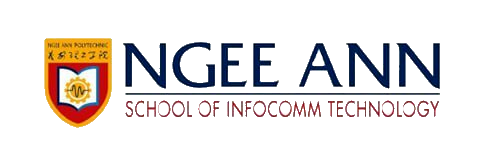 NGEE ANN POLYTECHNIC
NGEE ANN
SCHOOL OF INFOCOMM TECHNOLOGY